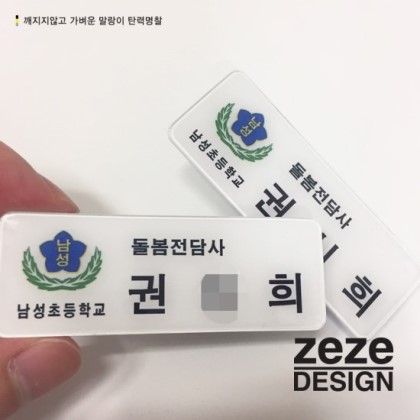 깨지지않고 가벼운 말랑이 탄력명찰
남성
남성초등학교
돌봄전담사
권 희
남성
남성초등학교
돌봄전담사
권 희
zeze
DESIGN